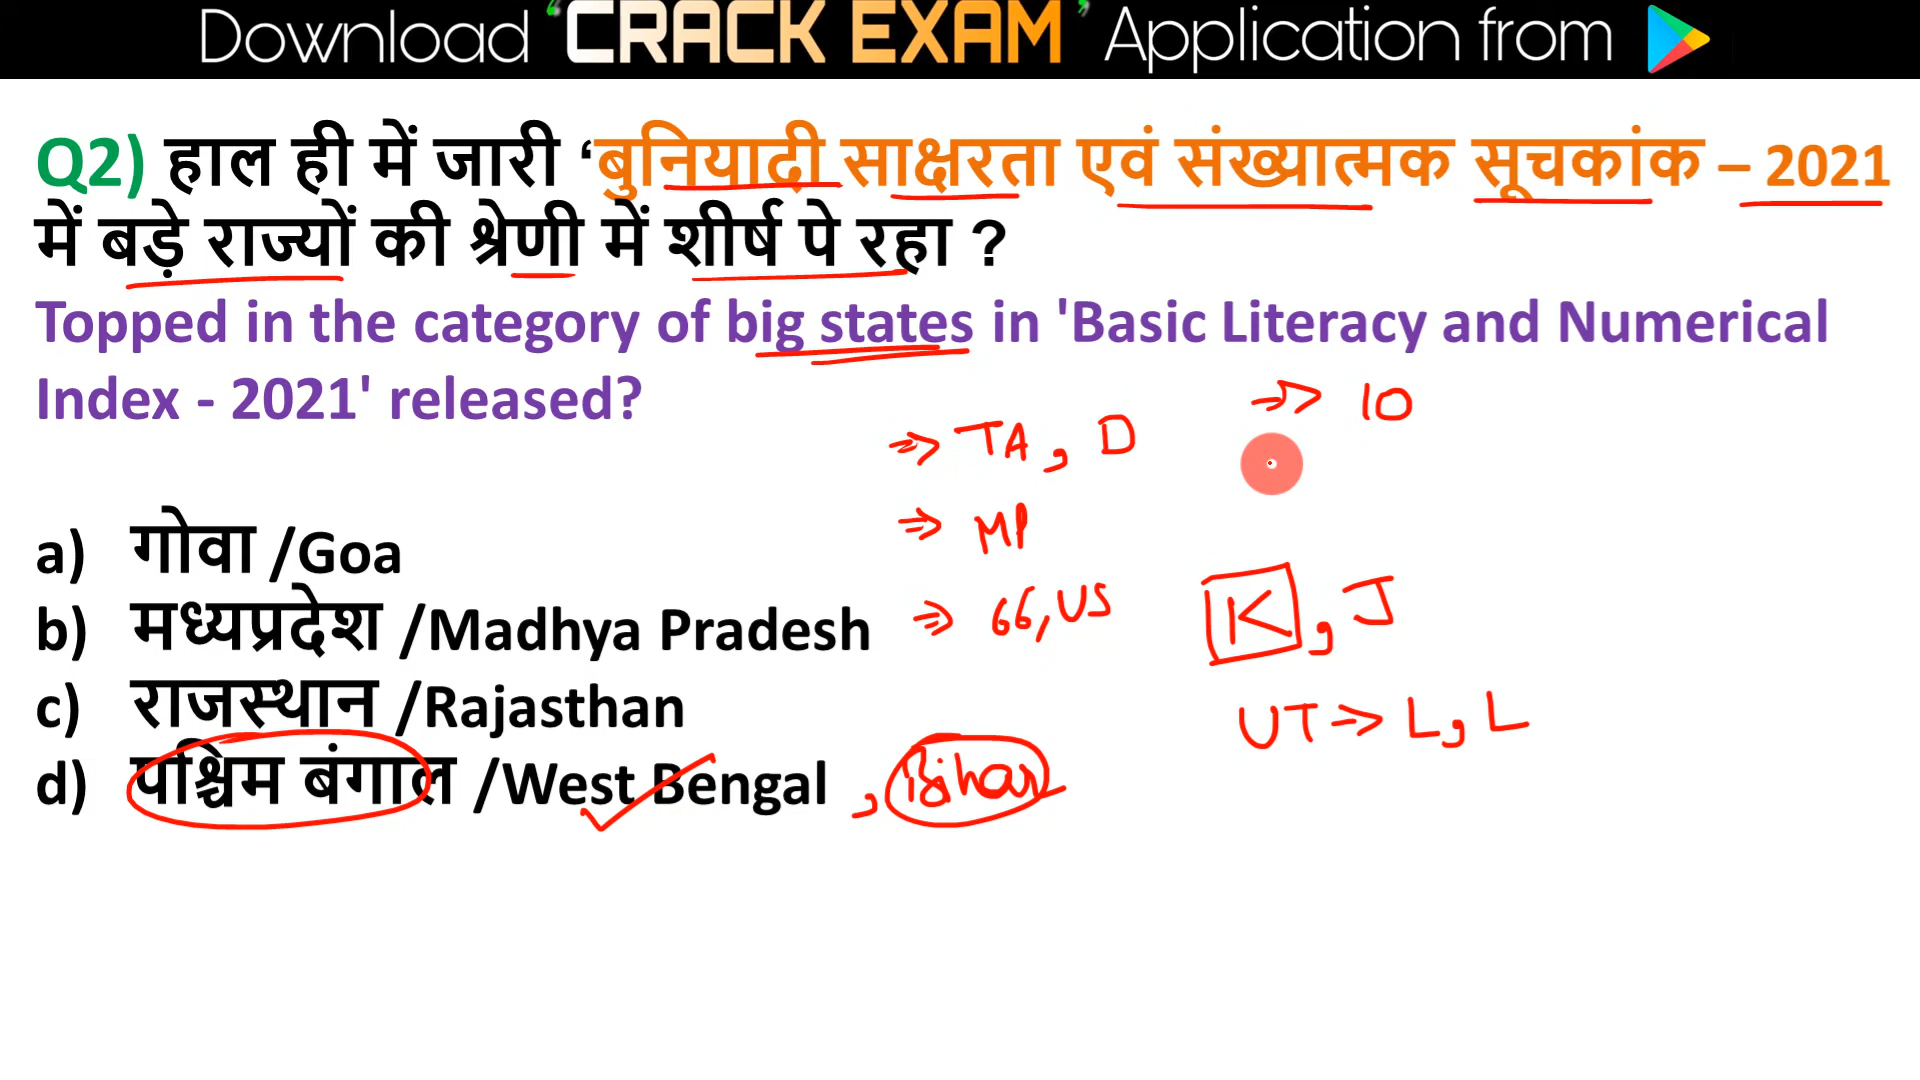 Download ‘CRACK EXAM’ Application from
Q2) हाल ही में जारी ‘बुनियादी साक्षरता एवं संख्यात्मक सूचकांक – 2021
में बड़े राज्यों की श्रेणी में शीर्ष पे रहा ?
Topped in the category of big states in 'Basic Literacy and Numerical
Index - 2021' released?
⇒ 10
⇒ TA, D
a) गोवा /Goa
⇒ MP
b) मध्यप्रदेश /Madhya Pradesh
⇒ 66, US
K, J
c) राजस्थान /Rajasthan
UT ⇒ L, L
d) पश्चिम बंगाल /West Bengal , Bihar